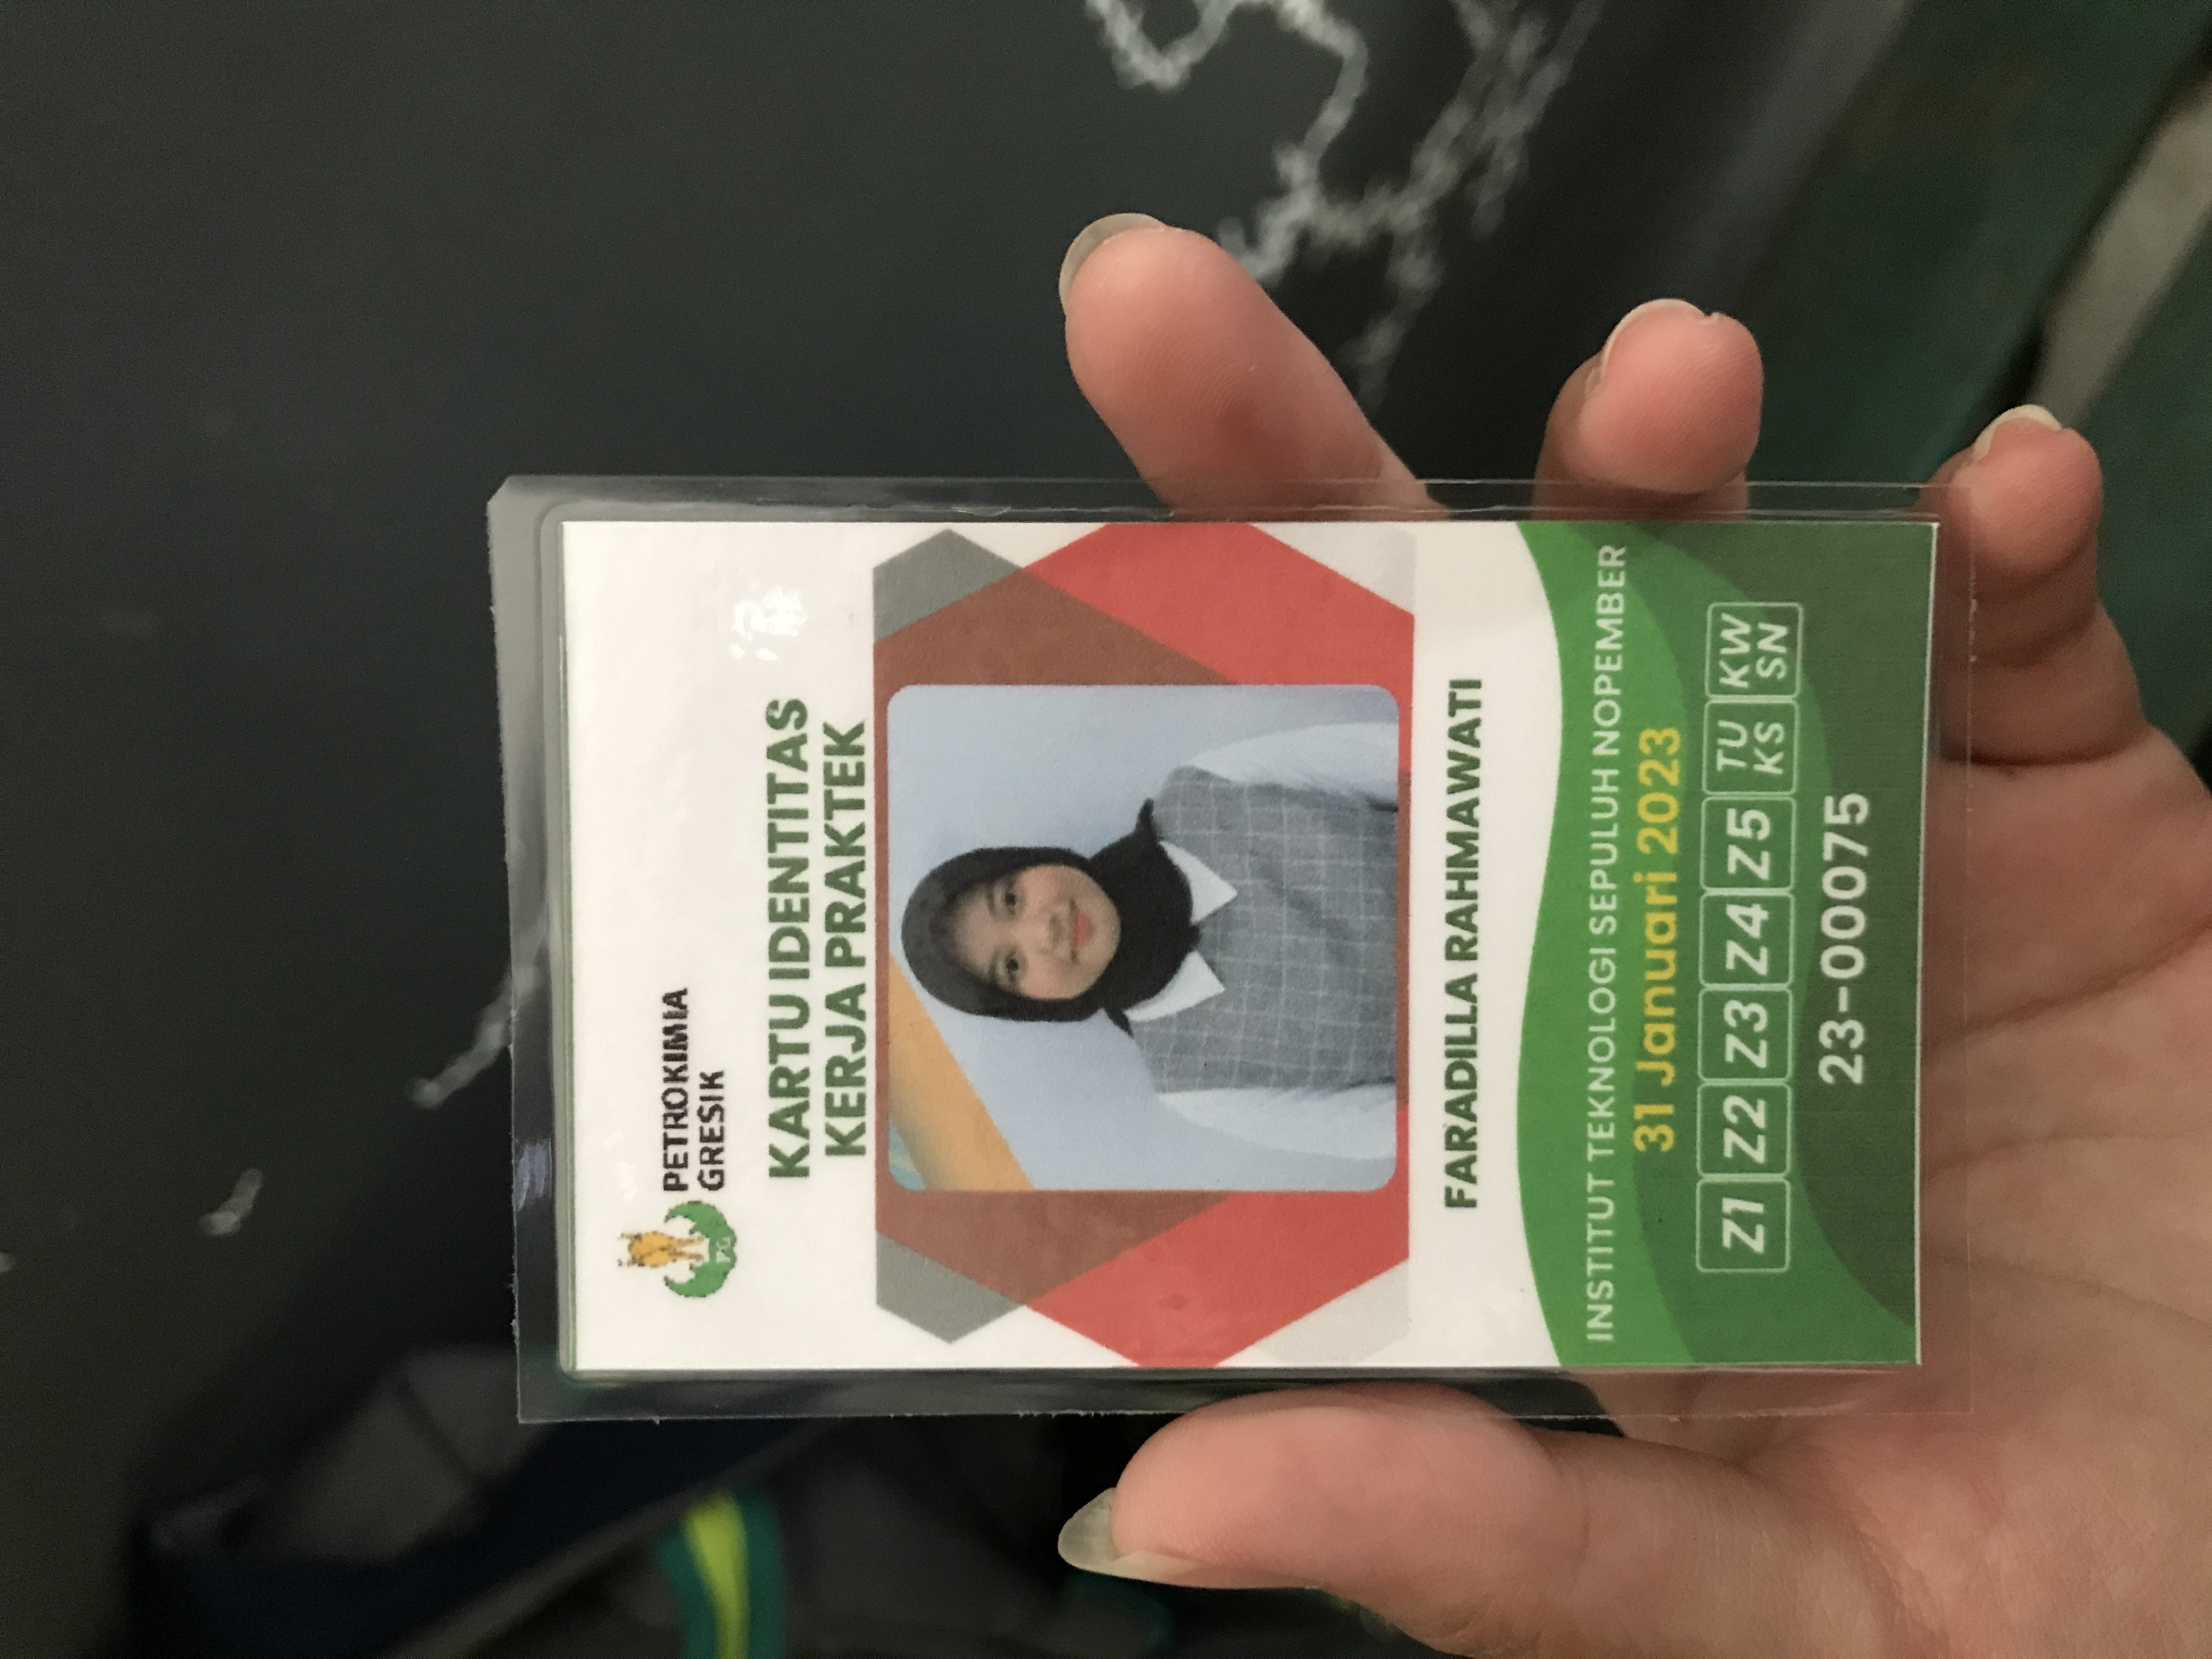 PG
PETROKIMIA
GRESIK
KARTU IDENTITAS
KERJA PRAKTEK
FARADILLA RAHMAWATI
INSTITUT TEKNOLOGI SEPULUH NOPEMBER
31 Januari 2023
Z1 Z2 Z3 Z4 Z5 TU KS KW SN
23-00075